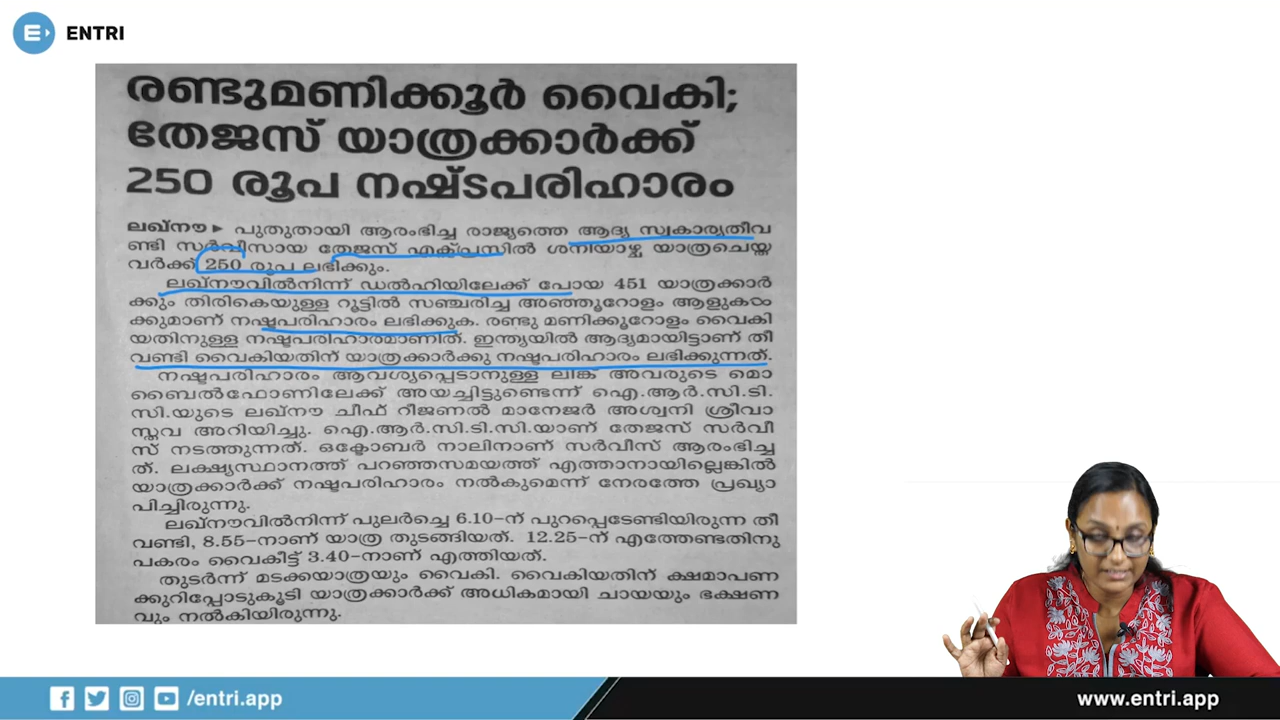 ENTRI
രണ്ടുമണിക്കൂർ വൈകി;
തേജസ് യാത്രക്കാർക്ക്
250 രൂപ നഷ്ടപരിഹാരം
ലഖ്നൗ ▸ പുതുതായി ആരംഭിച്ച രാജ്യത്തെ ആദ്യ സ്വകാര്യതീവ
ണ്ടി സർവീസായ തേജസ് എക്പ്രസിൽ ശനിയാഴ്ച യാത്രചെയ്ത
വർക്ക് 250 രൂപ ലഭിക്കും.
ലഖ്നൗവിൽനിന്ന് ഡൽഹിയിലേക്ക് പോയ 451 യാത്രക്കാർ
ക്കും തിരികെയുള്ള റൂട്ടിൽ സഞ്ചരിച്ച അഞ്ഞൂറോളം ആളുകൾ
ക്കുമാണ് നഷ്ടപരിഹാരം ലഭിക്കുക. രണ്ടു മണിക്കൂറോളം വൈകി
യതിനുള്ള നഷ്ടപരിഹാരമാണിത്. ഇന്ത്യയിൽ ആദ്യമായിട്ടാണ് തീ
വണ്ടി വൈകിയതിന് യാത്രക്കാർക്കു നഷ്ടപരിഹാരം ലഭിക്കുന്നത്.
നഷ്ടപരിഹാരം ആവശ്യപ്പെടാനുള്ള ലിങ്ക് അവരുടെ മൊ
ബൈൽഫോണിലേക്ക് അയച്ചിട്ടുണ്ടെന്ന് ഐ.ആർ.സി.ടി.
സി.യുടെ ലഖ്നൗ ചീഫ് റീജണൽ മാനേജർ അശ്വനി ശ്രീവാ
സ്തവ അറിയിച്ചു. ഐ.ആർ.സി.ടി.സി.യാണ് തേജസ് സർവീ
സ് നടത്തുന്നത്. ഒക്ടോബർ നാലിനാണ് സർവീസ് ആരംഭിച്ച
ത്. ലക്ഷ്യസ്ഥാനത്ത് പറഞ്ഞസമയത്ത് എത്താനായില്ലെങ്കിൽ
യാത്രക്കാർക്ക് നഷ്ടപരിഹാരം നൽകുമെന്ന് നേരത്തേ പ്രഖ്യാ
പിച്ചിരുന്നു.
ലഖ്നൗവിൽനിന്ന് പുലർച്ചെ 6.10-ന് പുറപ്പെടേണ്ടിയിരുന്ന തീ
വണ്ടി, 8.55-നാണ് യാത്ര തുടങ്ങിയത്. 12.25-ന് എത്തേണ്ടതിനു
പകരം വൈകീട്ട് 3.40-നാണ് എത്തിയത്.
തുടർന്ന് മടക്കയാത്രയും വൈകി. വൈകിയതിന് ക്ഷമാപണ
ക്കുറിപ്പോടുകൂടി യാത്രക്കാർക്ക് അധികമായി ചായയും ഭക്ഷണ
വും നൽകിയിരുന്നു.
/entri.app
www.entri.app